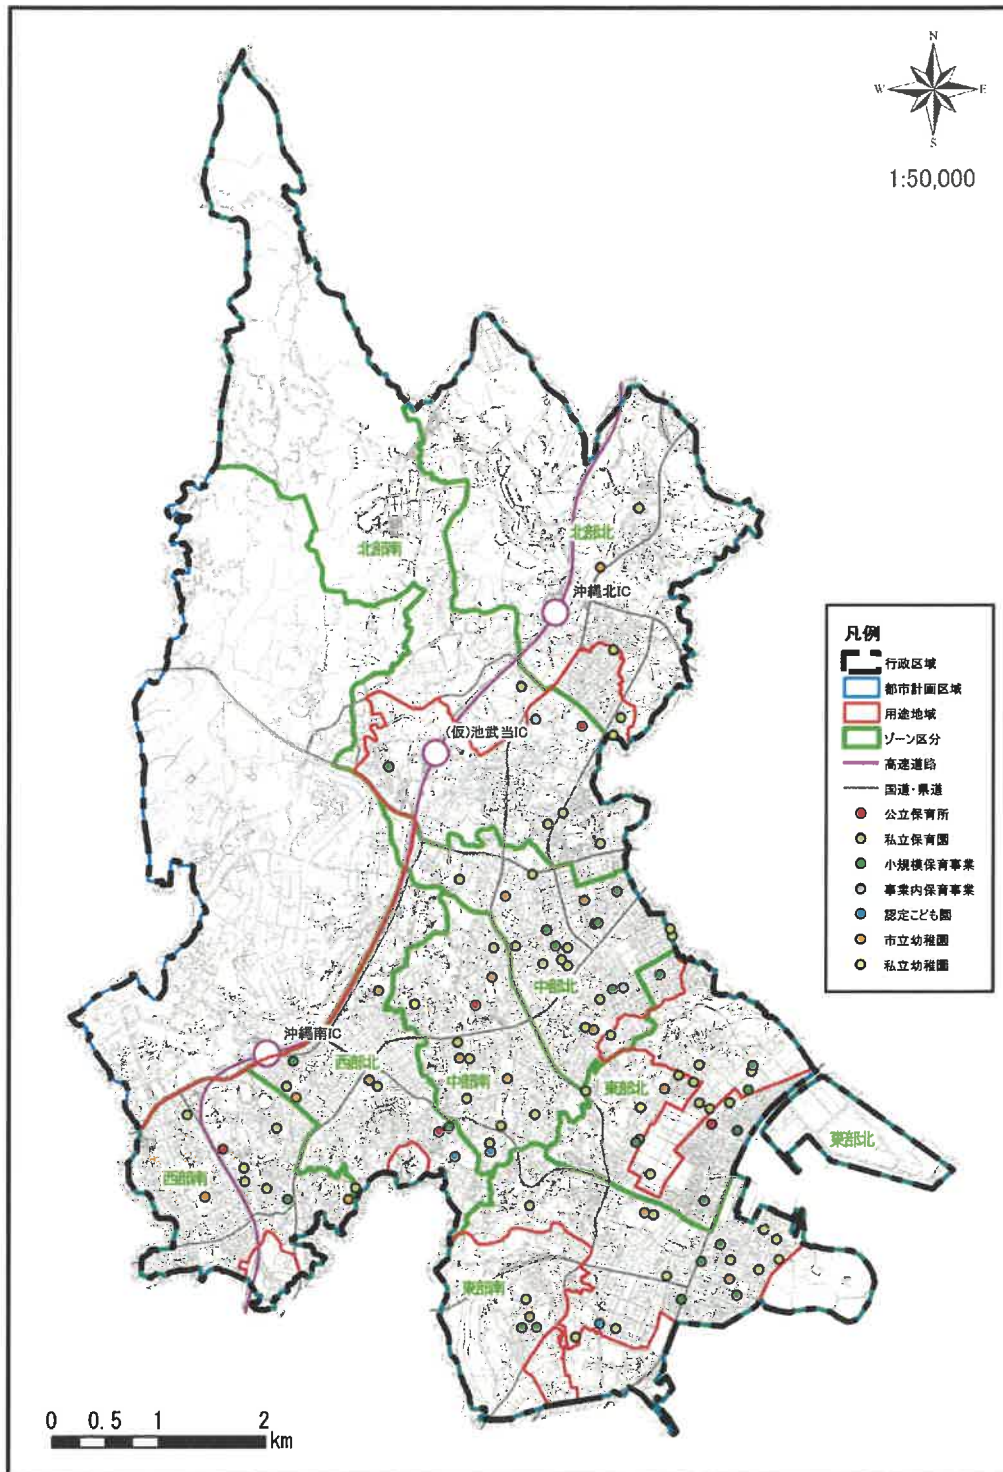 N
W
E
S
1:50,000
北部南
北部北
沖縄北IC
(仮)池武当IC
中部北
沖縄南IC
西部北
中部南
東部北
東部北
西部南
東部南
凡例
行政区域
都市計画区域
用途地域
ゾーン区分
高速道路
国道・県道
公立保育所
私立保育園
小規模保育事業
事業内保育事業
認定こども園
市立幼稚園
私立幼稚園
0 0.5 1 2
km